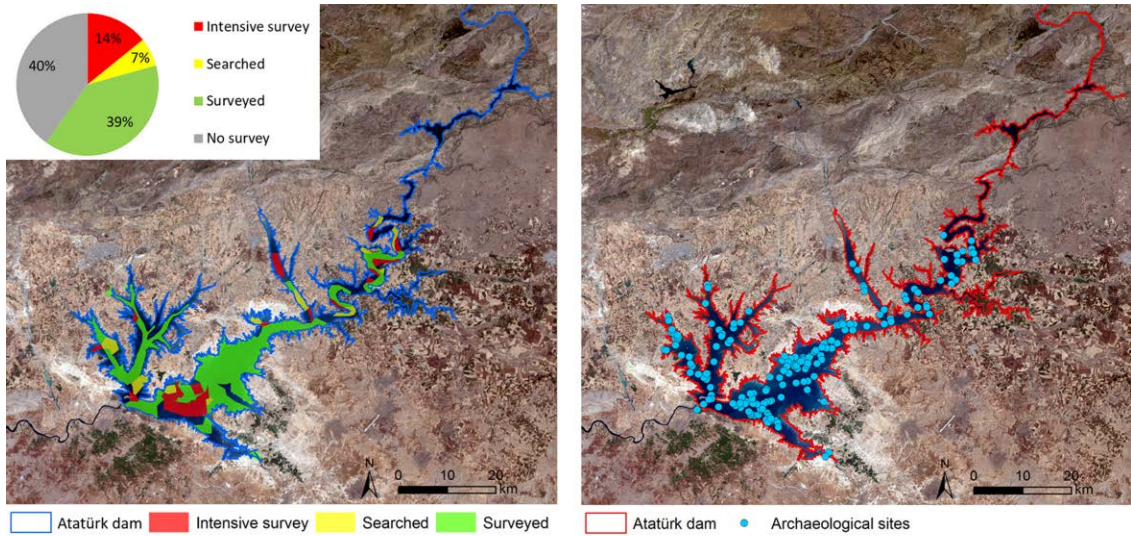 14%
7%
39%
40%
Intensive survey
Searched
Surveyed
No survey
N
0 10 20
km
Atatürk dam Intensive survey Searched Surveyed
N
0 10 20
km
Atatürk dam Archaeological sites